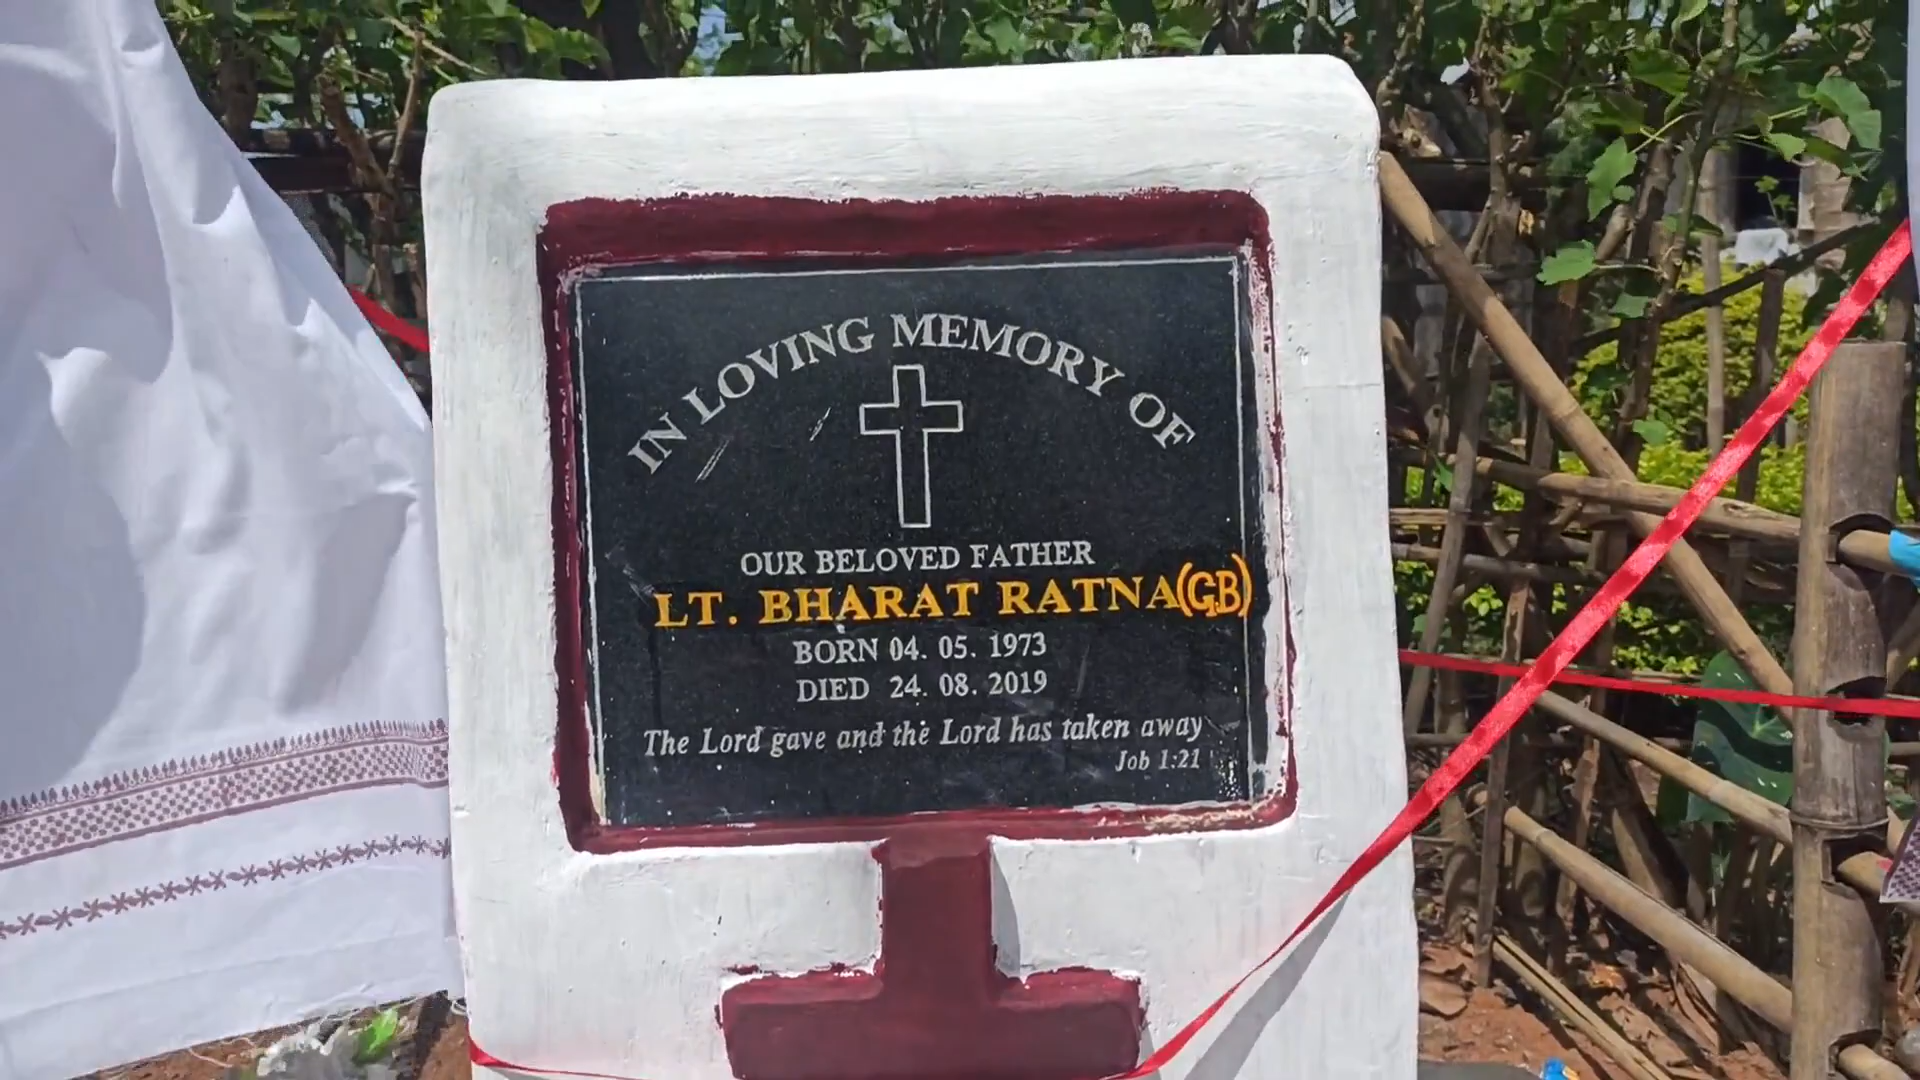 IN LOVING MEMORY OF
OUR BELOVED FATHER
LT. BHARAT RATNA(GB)
BORN 04. 05. 1973
DIED 24. 08. 2019
The Lord gave and the Lord has taken away
Job 1:21